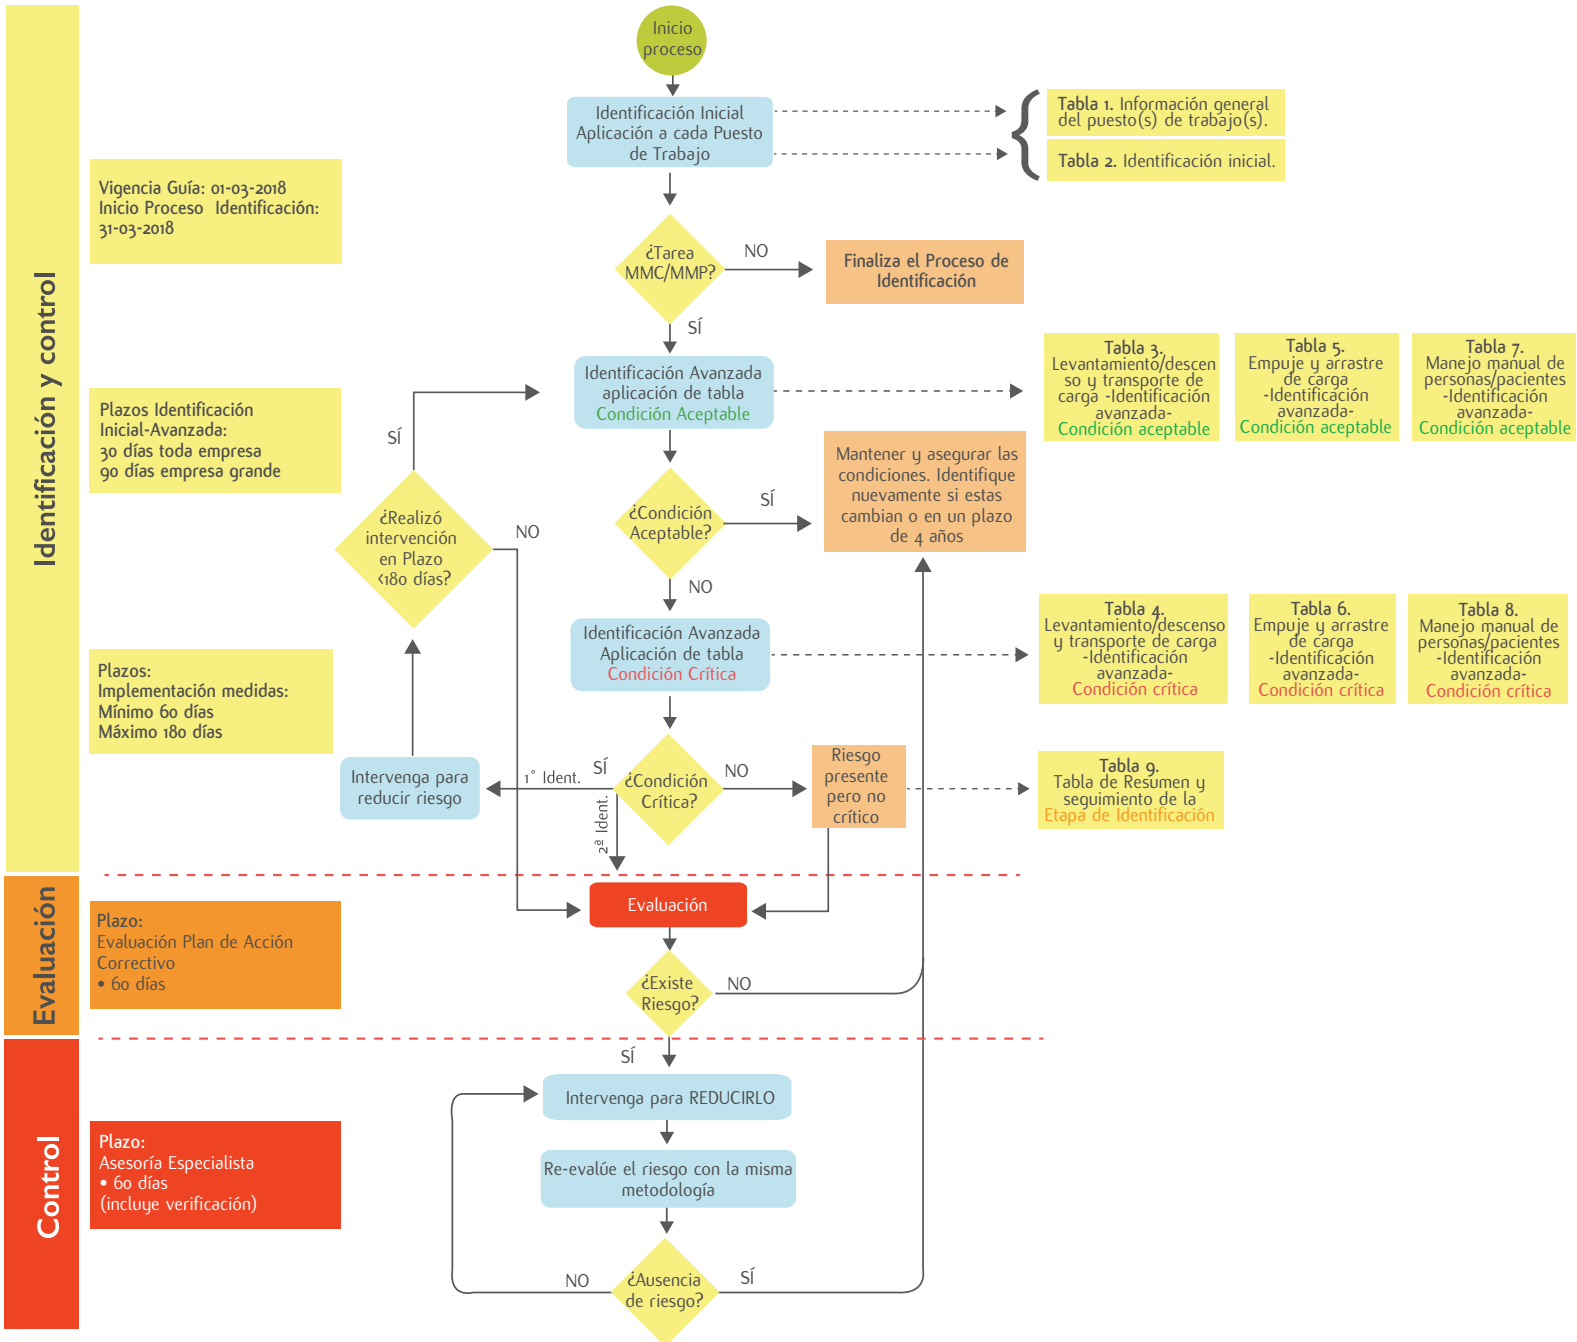 Inicio
proceso
Identificación Inicial
Aplicación a cada Puesto
de Trabajo
Tabla 1. Información general
del puesto(s) de trabajo(s).
Tabla 2. Identificación inicial.
Identificación y control
Vigencia Guía: 01-03-2018
Inicio Proceso Identificación:
31-03-2018
¿Tarea
MMC/MMP?
NO
Finaliza el Proceso de
Identificación
SÍ
Identificación Avanzada
aplicación de tabla
Condición Aceptable
Tabla 3.
Levantamiento/descen
so y transporte de
carga -Identificación
avanzada-
Condición aceptable
Tabla 5.
Empuje y arrastre
de carga
-Identificación
avanzada-
Condición aceptable
Tabla 7.
Manejo manual de
personas/pacientes
-Identificación
avanzada-
Condición aceptable
Plazos Identificación
Inicial-Avanzada:
30 días toda empresa
90 días empresa grande
SÍ
¿Realizó
intervención
en Plazo
<180 días?
NO
¿Condición
Aceptable?
SÍ
Mantener y asegurar las
condiciones. Identifique
nuevamente si estas
cambian o en un plazo
de 4 años
NO
Identificación Avanzada
Aplicación de tabla
Condición Crítica
Tabla 4.
Levantamiento/descenso
y transporte de carga
-Identificación
avanzada-
Condición crítica
Tabla 6.
Empuje y arrastre
de carga
-Identificación
avanzada-
Condición crítica
Tabla 8.
Manejo manual de
personas/pacientes
-Identificación
avanzada-
Condición crítica
Plazos:
Implementación medidas:
Mínimo 60 días
Máximo 180 días
Intervenga para
reducir riesgo
1° Ident.
SÍ
2ª Ident.
¿Condición
Crítica?
NO
Riesgo
presente
pero no
crítico
Tabla 9.
Tabla de Resumen y
seguimiento de la
Etapa de Identificación
Evaluación
Plazo:
Evaluación Plan de Acción
Correctivo
• 60 días
Evaluación
¿Existe
Riesgo?
NO
SÍ
Control
Plazo:
Asesoría Especialista
• 60 días
(incluye verificación)
Intervenga para REDUCIRLO
Re-evalúe el riesgo con la misma
metodología
NO
¿Ausencia
de riesgo?
SÍ